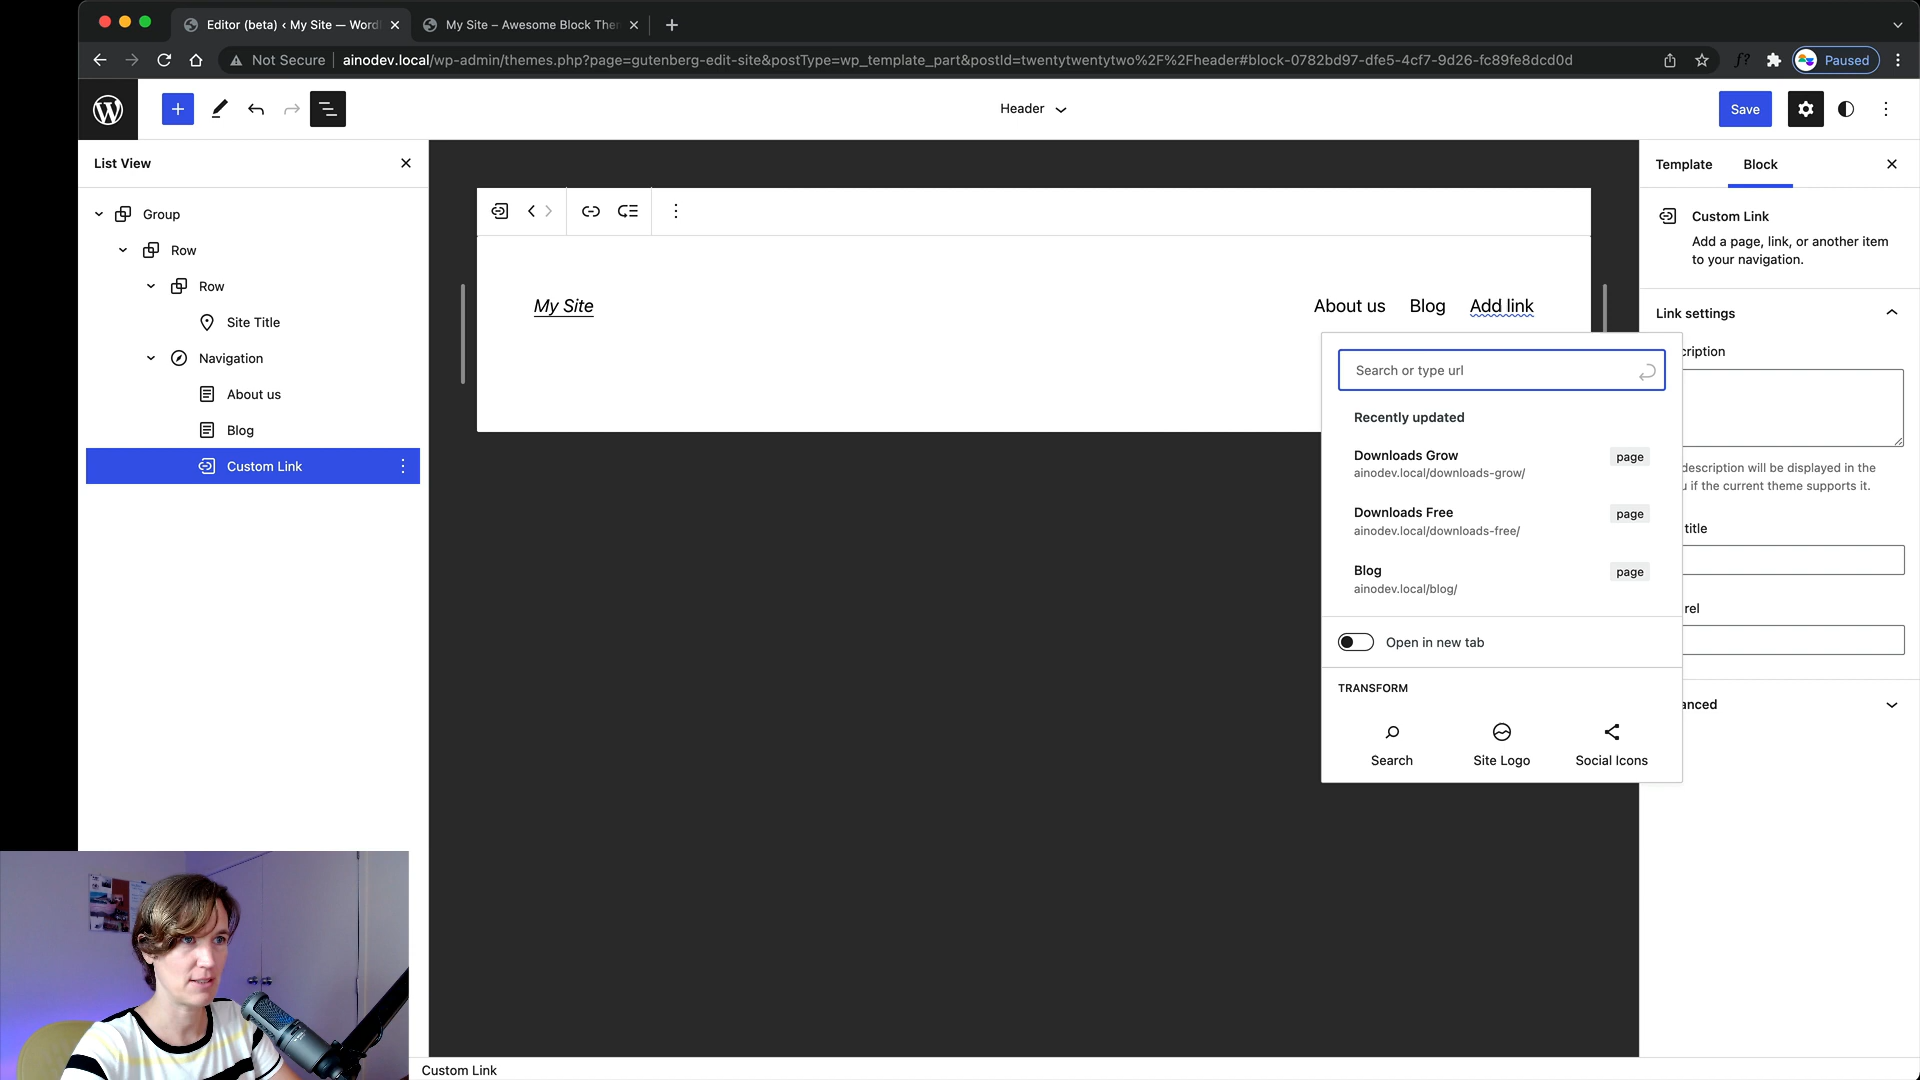 Editor (beta) ‹ My Site — Word
My Site – Awesome Block Then
Not Secure
ainodev.local/wp-admin/themes.php?page=gutenberg-edit-site&postType=wp_template_part&postId=twentytwentytwo%2F%2Fheader#block-0782bd97-dfe5-4cf7-9d26-fc89fe8dcd0d
f?
Paused
Header
Save
List View
Group
Row
Row
Site Title
Navigation
About us
Blog
Custom Link
My Site
About us
Blog
Add link
Search or type url
Recently updated
Downloads Grow
page
ainodev.local/downloads-grow/
Downloads Free
page
ainodev.local/downloads-free/
Blog
page
ainodev.local/blog/
Open in new tab
TRANSFORM
Search
Site Logo
Social Icons
Template
Block
Custom Link
Add a page, link, or another item
to your navigation.
Link settings
cription
description will be displayed in the
u if the current theme supports it.
title
rel
anced
Custom Link